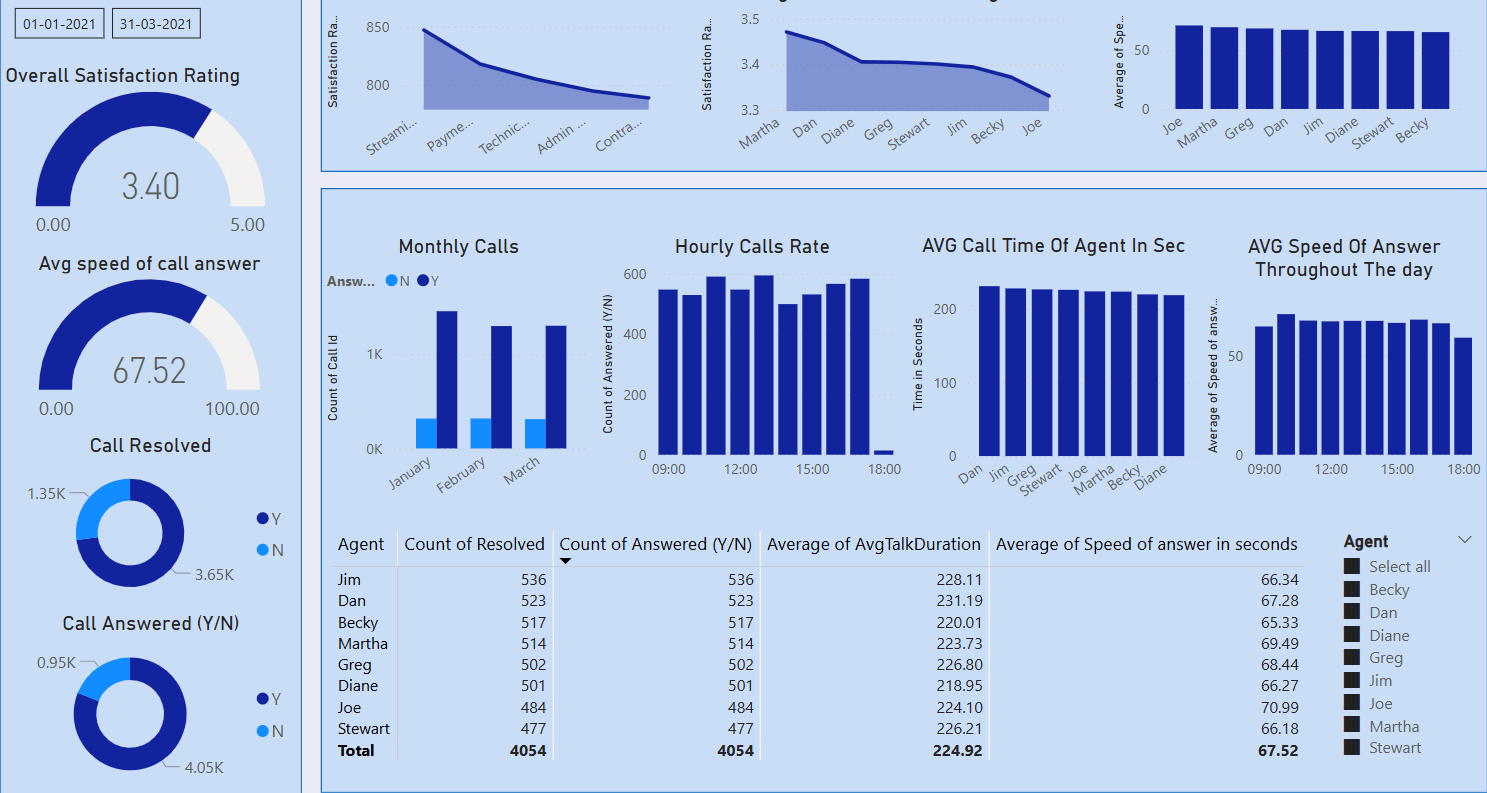 01-01-2021 31-03-2021
Overall Satisfaction Rating
3.40
0.00 5.00
Avg speed of call answer
67.52
0.00 100.00
Call Resolved
1.35K
3.65K
Y
N
Call Answered (Y/N)
0.95K
4.05K
Y
N
Satisfaction Ra...
850
800
Streami...
Payme...
Technic...
Admin ...
Contra...
Satisfaction Ra...
3.5
3.4
3.3
Martha
Dan
Diane
Greg
Stewart
Jim
Becky
Joe
Average of Spe...
50
0
Joe
Martha
Greg
Dan
Jim
Diane
Stewart
Becky
Monthly Calls
Answ... N Y
Count of Call Id
1K
0K
January
February
March
Hourly Calls Rate
Count of Answered (Y/N)
600
400
200
0
09:00 12:00 15:00 18:00
AVG Call Time Of Agent In Sec
Time in Seconds
200
100
0
Dan
Jim
Greg
Stewart
Joe
Martha
Becky
Diane
AVG Speed Of Answer
Throughout The day
Average of Speed of answ...
50
0
09:00 12:00 15:00 18:00
Agent Count of Resolved Count of Answered (Y/N) Average of AvgTalkDuration Average of Speed of answer in seconds
Jim 536 536 228.11 66.34
Dan 523 523 231.19 67.28
Becky 517 517 220.01 65.33
Martha 514 514 223.73 69.49
Greg 502 502 226.80 68.44
Diane 501 501 218.95 66.27
Joe 484 484 224.10 70.99
Stewart 477 477 226.21 66.18
Total 4054 4054 224.92 67.52
Agent
Select all
Becky
Dan
Diane
Greg
Jim
Joe
Martha
Stewart